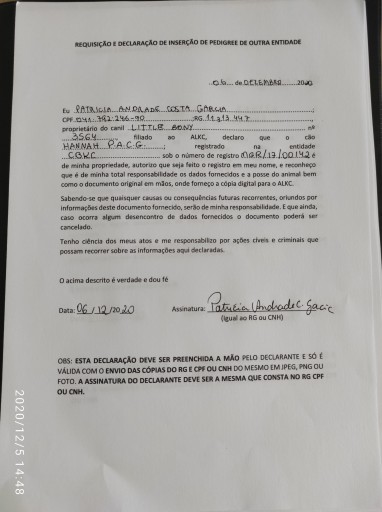 REQUISIÇÃO E DECLARAÇÃO DE INSERÇÃO DE PEDIGREE DE OUTRA ENTIDADE
de DEZEMBRO 2020
Eu PATRICIA ANDRADE COSTA GARCIA
CPF 041.792.246-90 RG 11.213.447
proprietário do canil LITTLE BONY nº
3564 filiado ao ALKC, declaro que o cão
HANNAH P.A.C.G. registrado na entidade
CBKC sob o número de registro MGR/17/00142 é
de minha propriedade, autorizo que seja feito o registro em meu nome, e reconheço
que é de minha total responsabilidade os dados fornecidos e a posse do animal bem
como o documento original em mãos, onde forneço a cópia digital para o ALKC.
Sabendo-se que quaisquer causas ou consequências futuras recorrentes, oriundos por
informações deste documento fornecido, serão de minha responsabilidade. E que ainda,
caso ocorra algum desencontro de dados fornecidos o documento poderá ser
cancelado.
Tenho ciência dos meus atos e me responsabilizo por ações cíveis e criminais que
possam recorrer sobre as informações aqui declaradas.
O acima descrito é verdade e dou fé
Data: 06/12/2020 Assinatura: Patricia Andrade C. Garcia
(Igual ao RG ou CNH)
OBS: ESTA DECLARAÇÃO DEVE SER PREENCHIDA A MÃO PELO DECLARANTE E SÓ É
VÁLIDA COM O ENVIO DAS CÓPIAS DO RG E CPF OU CNH DO MESMO EM JPEG, PNG OU
FOTO. A ASSINATURA DO DECLARANTE DEVE SER A MESMA QUE CONSTA NO RG CPF
OU CNH.
2020/12/5 14:48